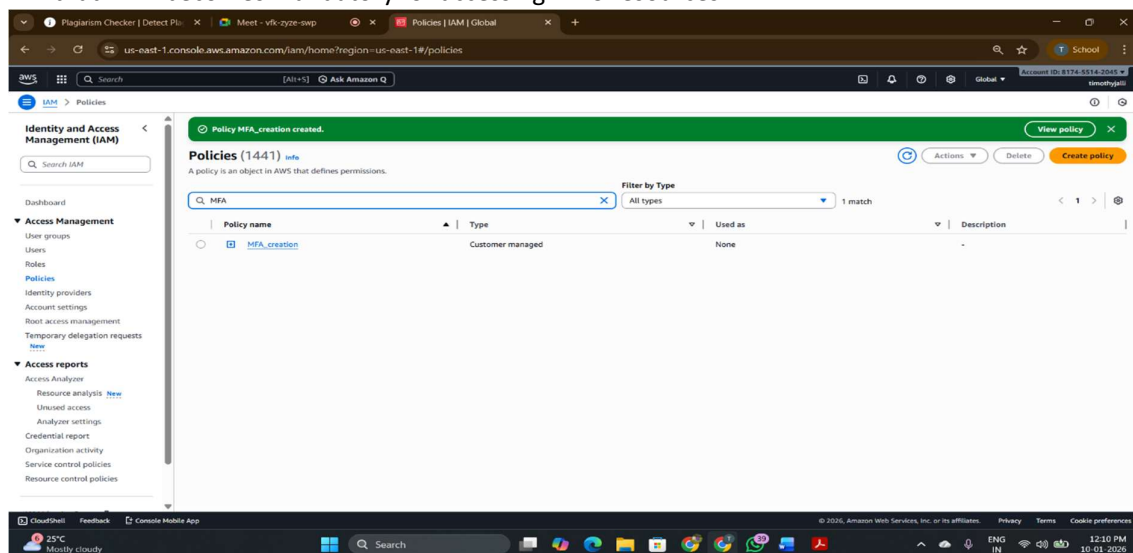 Plagiarism Checker | Detect Pla
Meet - vfk-zyze-swp
Policies | IAM | Global
us-east-1.console.aws.amazon.com/iam/home?region=us-east-1#/policies
School
aws
Search
[Alt+S]
Ask Amazon Q
Global
Account ID: 8174-5514-2045
timothyjalli
IAM > Policies
Identity and Access
Management (IAM)
Search IAM
Dashboard
Access Management
User groups
Users
Roles
Policies
Identity providers
Account settings
Root access management
Temporary delegation requests
New
Access reports
Access Analyzer
Resource analysis New
Unused access
Analyzer settings
Credential report
Organization activity
Service control policies
Resource control policies
Policy MFA_creation created.
View policy
Policies (1441) Info
A policy is an object in AWS that defines permissions.
Actions
Delete
Create policy
Filter by Type
MFA
All types
1 match
1
Policy name Type Used as Description
MFA_creation Customer managed None -
CloudShell Feedback Console Mobile App
© 2026, Amazon Web Services, Inc. or its affiliates. Privacy Terms Cookie preferences
25°C
Mostly cloudy
Search
39
ENG
IN
12:10 PM
10-01-2026